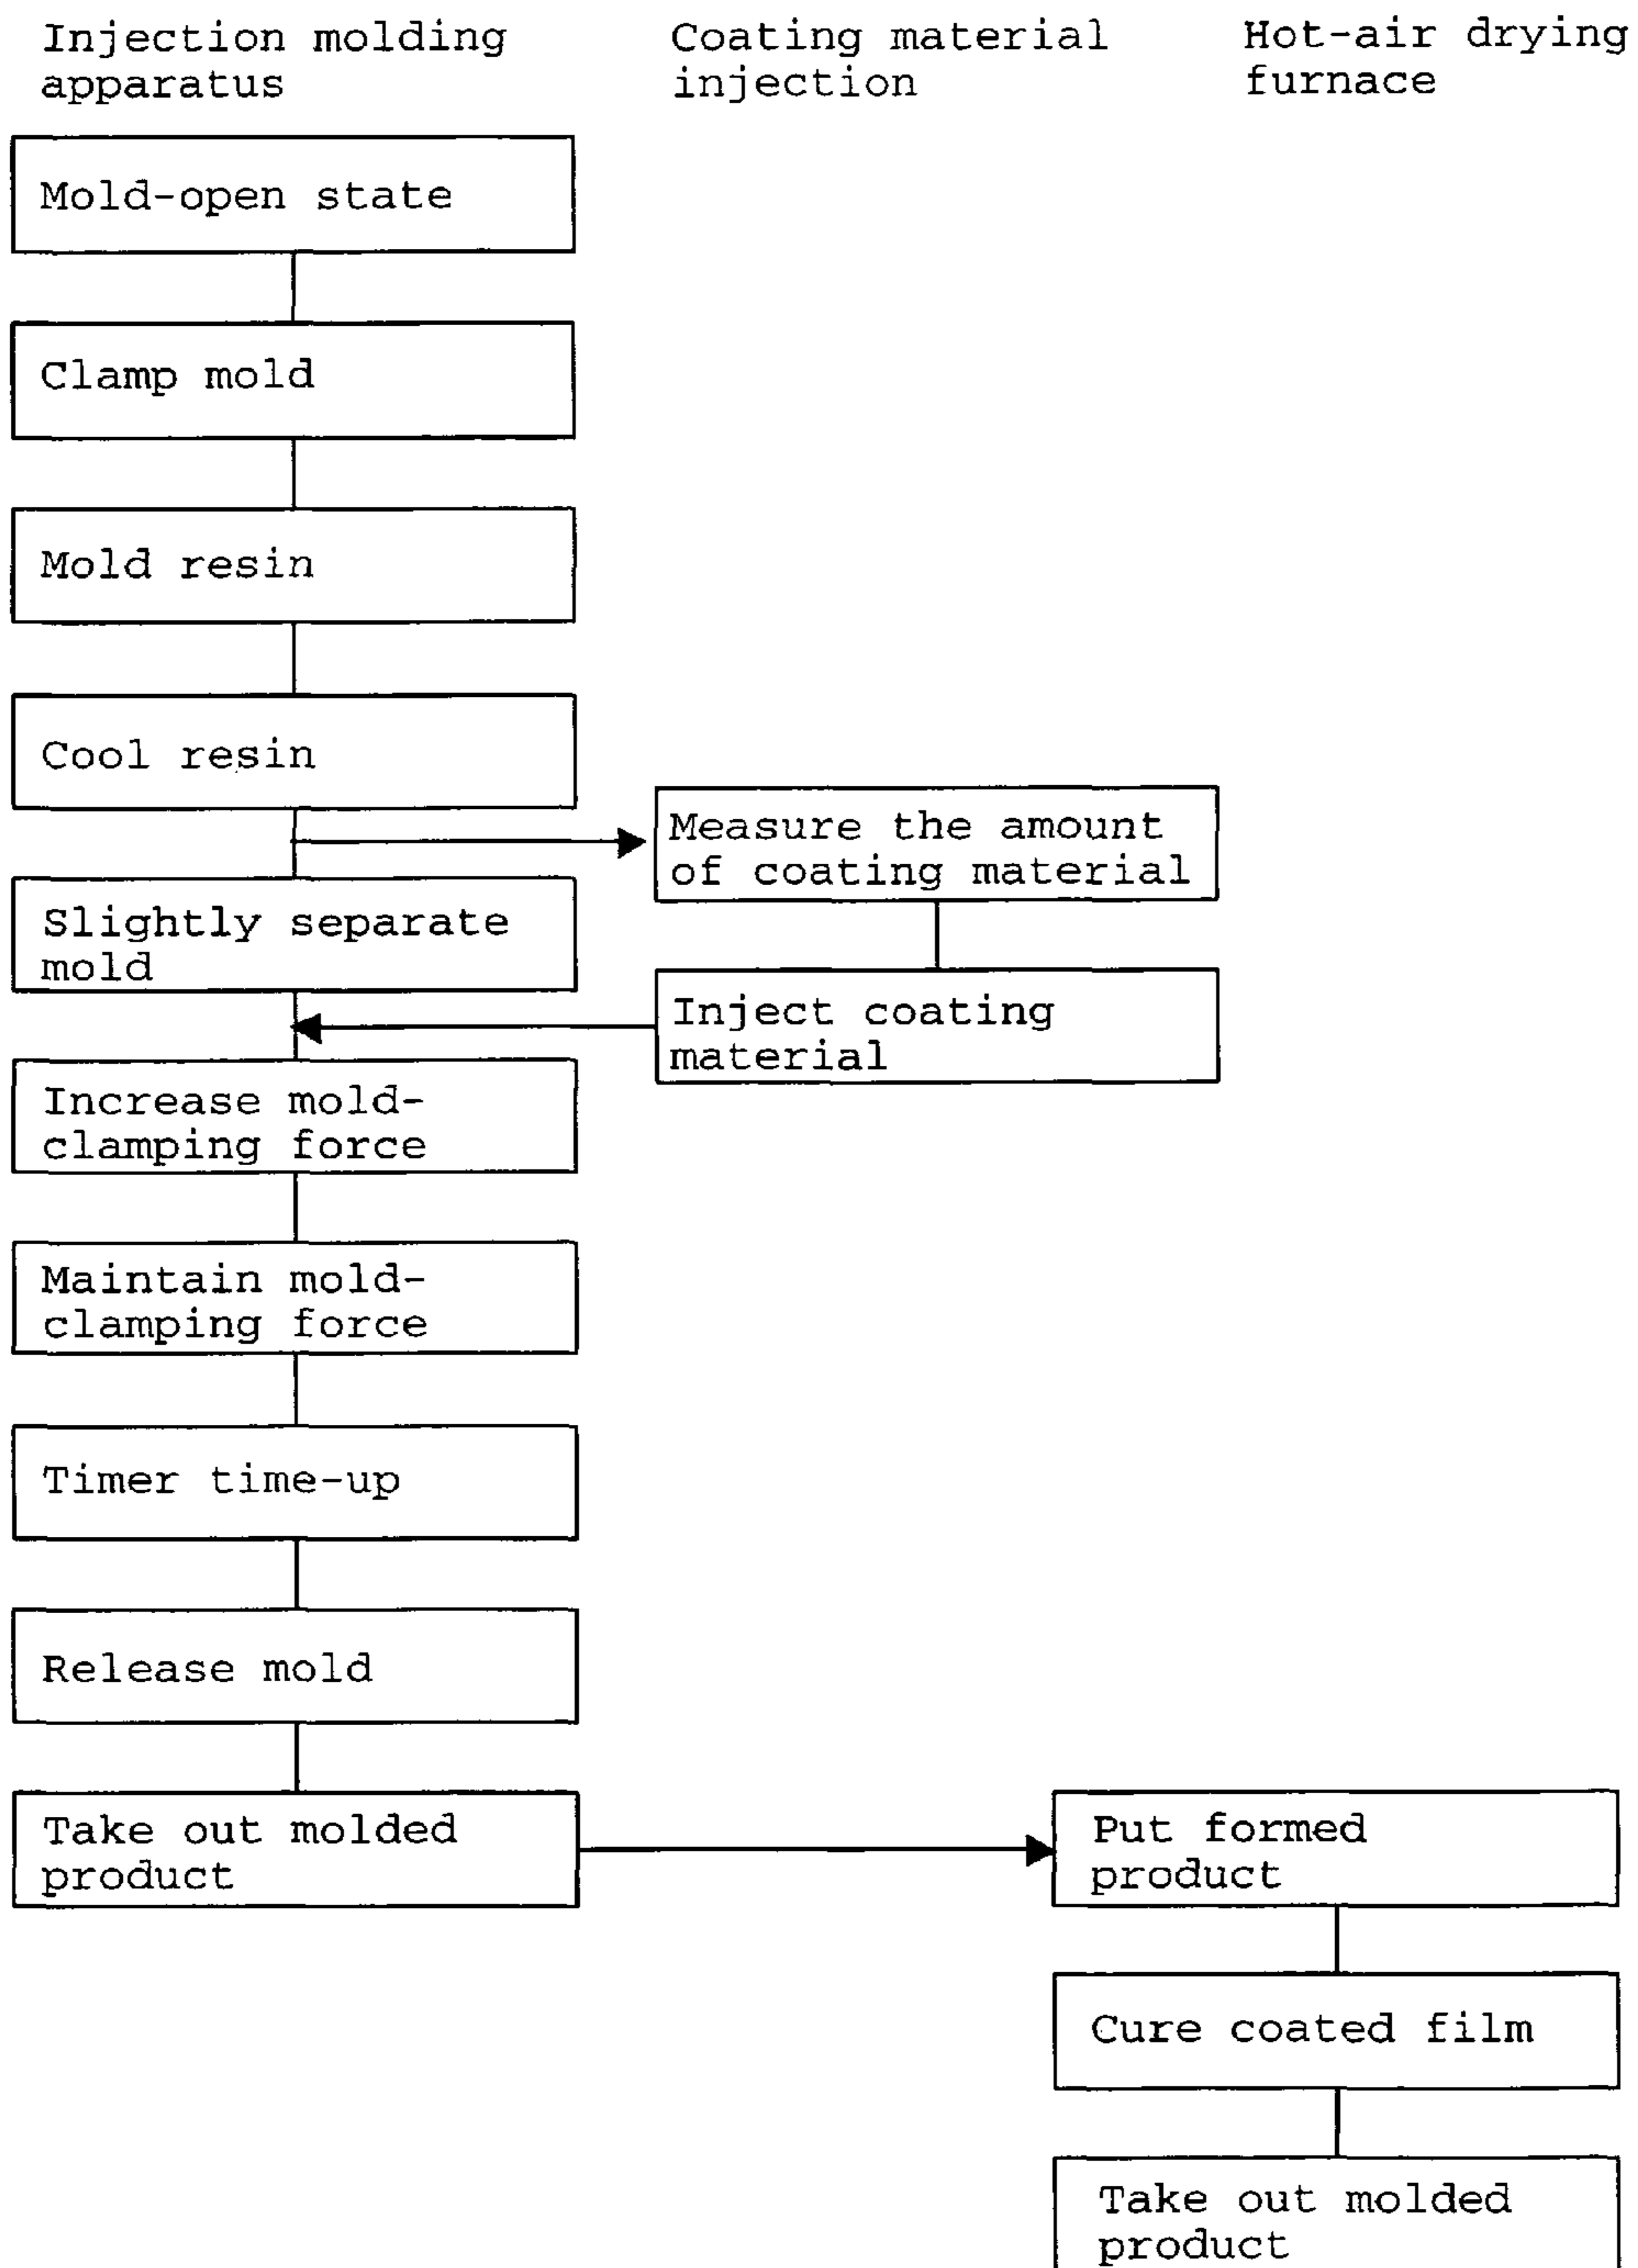 Injection molding
apparatus
Coating material
injection
Hot-air drying
furnace
Mold-open state
Clamp mold
Mold resin
Cool resin
Measure the amount
of coating material
Slightly separate
mold
Inject coating
material
Increase mold-
clamping force
Maintain mold-
clamping force
Timer time-up
Release mold
Take out molded
product
Put formed
product
Cure coated film
Take out molded
product